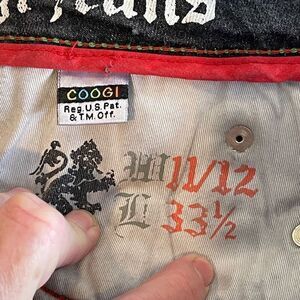 COOGI
Reg. U.S. Pat.
& T.M. Off.
W 11/12
L 33½